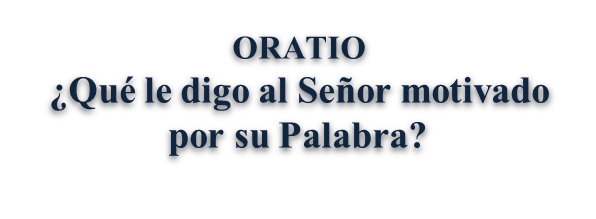 ORATIO
¿Qué le digo al Señor motivado
por su Palabra?